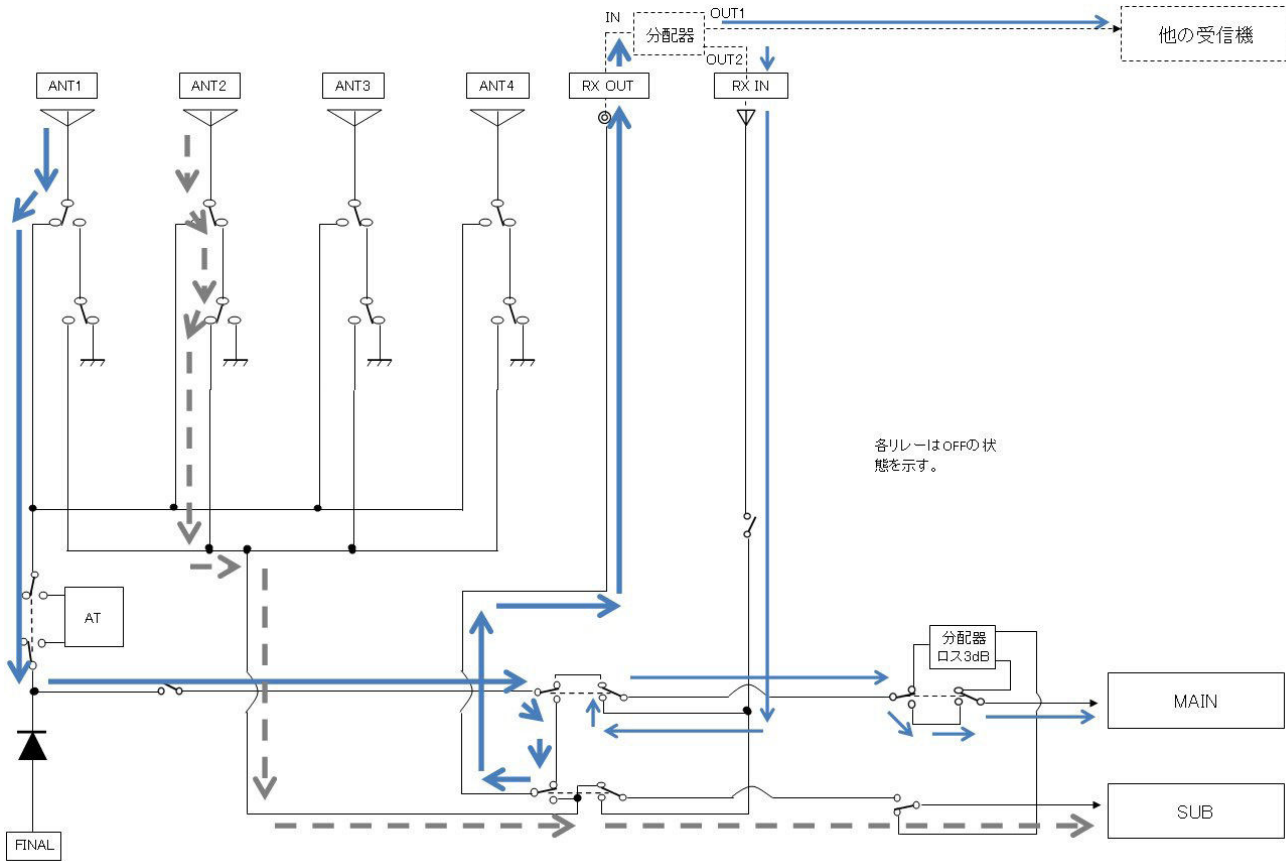 IN
OUT1
分配器
OUT2
他の受信機
ANT1
ANT2
ANT3
ANT4
RX OUT
RX IN
各リレーはOFFの状
態を示す。
AT
分配器
ロス3dB
MAIN
SUB
FINAL